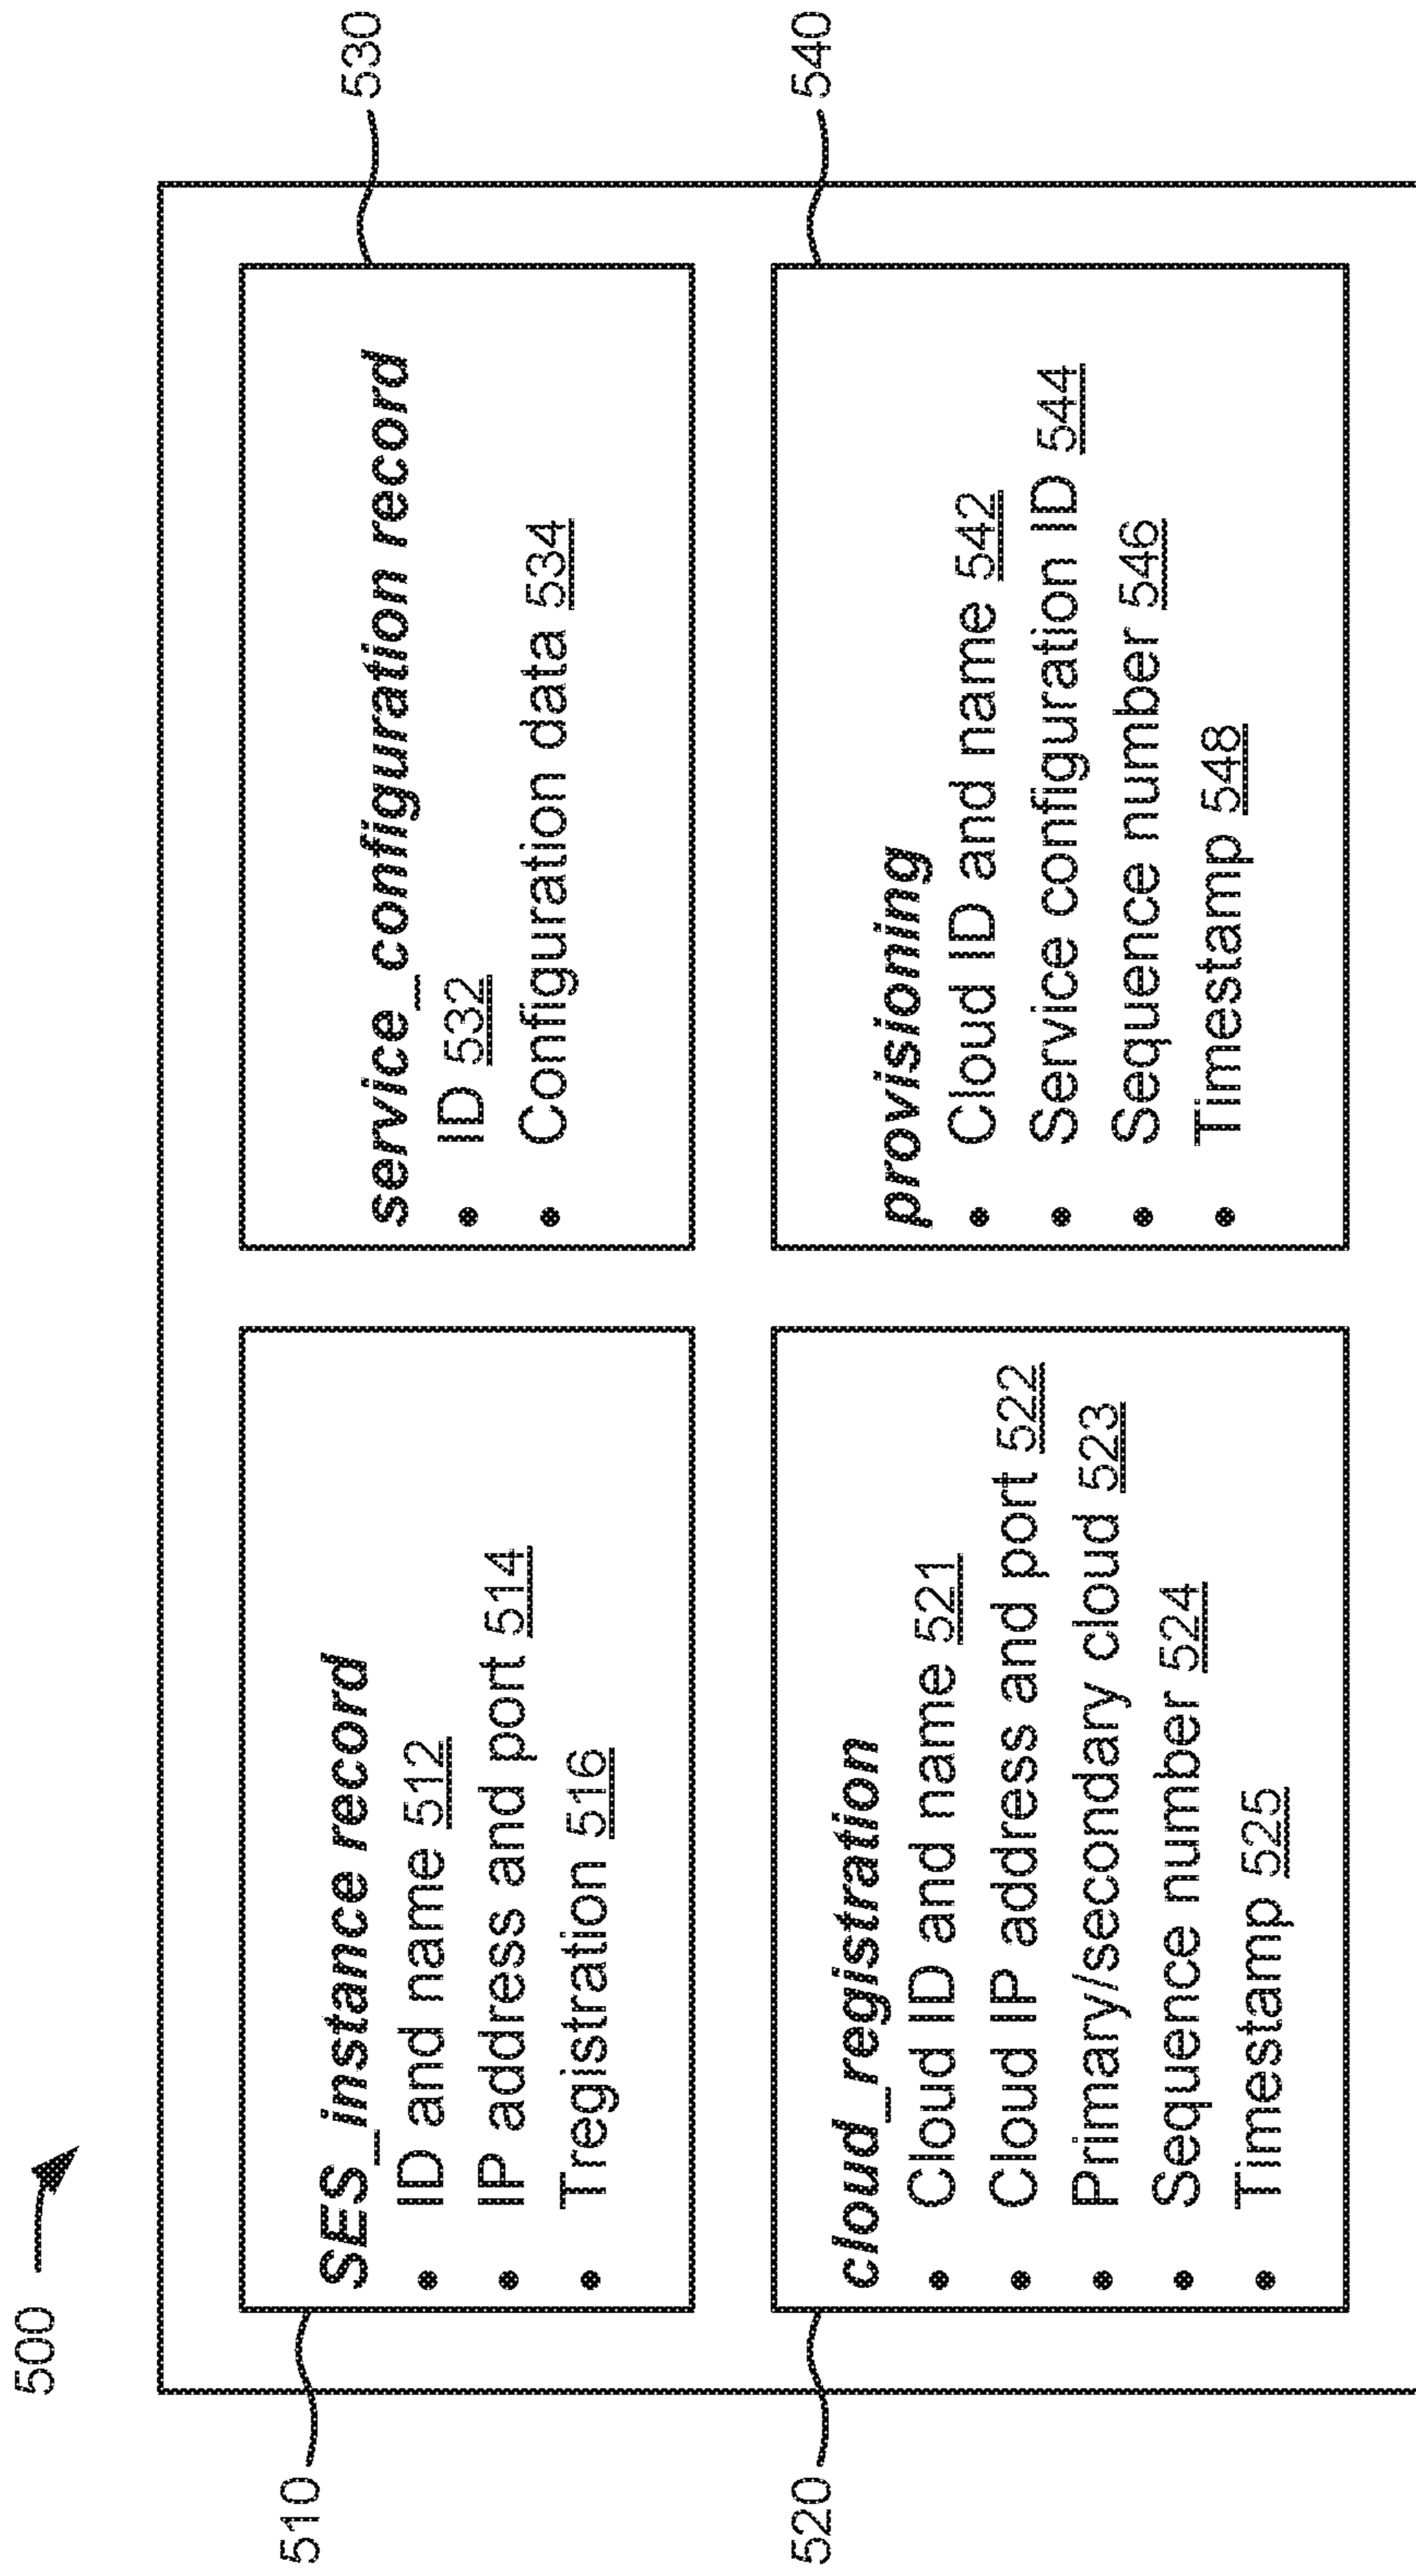 500
510
SES_instance record
• ID and name 512
• IP address and port 514
• Tregistration 516
530
service_configuration record
• ID 532
• Configuration data 534
520
cloud_registration
• Cloud ID and name 521
• Cloud IP address and port 522
• Primary/secondary cloud 523
• Sequence number 524
• Timestamp 525
540
provisioning
• Cloud ID and name 542
• Service configuration ID 544
• Sequence number 546
• Timestamp 548